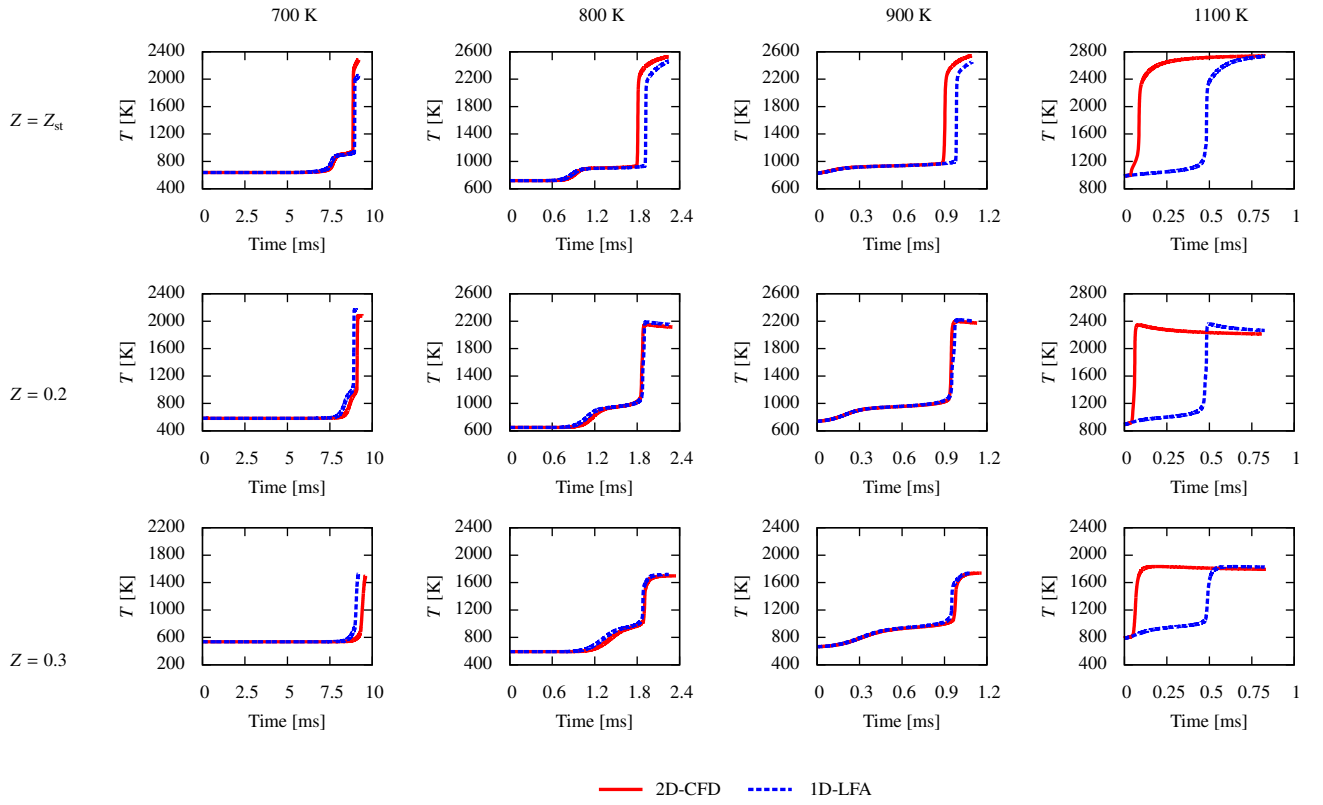 700 K 800 K 900 K 1100 K
Z = Zst
T [K] 2400 2000 1600 1200 800 400
0 2.5 5 7.5 10
Time [ms]
T [K] 2600 2200 1800 1400 1000 600
0 0.6 1.2 1.8 2.4
Time [ms]
T [K] 2600 2200 1800 1400 1000 600
0 0.3 0.6 0.9 1.2
Time [ms]
T [K] 2800 2400 2000 1600 1200 800
0 0.25 0.5 0.75 1
Time [ms]
Z = 0.2
T [K] 2400 2000 1600 1200 800 400
0 2.5 5 7.5 10
Time [ms]
T [K] 2600 2200 1800 1400 1000 600
0 0.6 1.2 1.8 2.4
Time [ms]
T [K] 2600 2200 1800 1400 1000 600
0 0.3 0.6 0.9 1.2
Time [ms]
T [K] 2800 2400 2000 1600 1200 800
0 0.25 0.5 0.75 1
Time [ms]
Z = 0.3
T [K] 2200 1800 1400 1000 600 200
0 2.5 5 7.5 10
Time [ms]
T [K] 2400 2000 1600 1200 800 400
0 0.6 1.2 1.8 2.4
Time [ms]
T [K] 2400 2000 1600 1200 800 400
0 0.3 0.6 0.9 1.2
Time [ms]
T [K] 2400 2000 1600 1200 800 400
0 0.25 0.5 0.75 1
Time [ms]
2D-CFD 1D-LFA